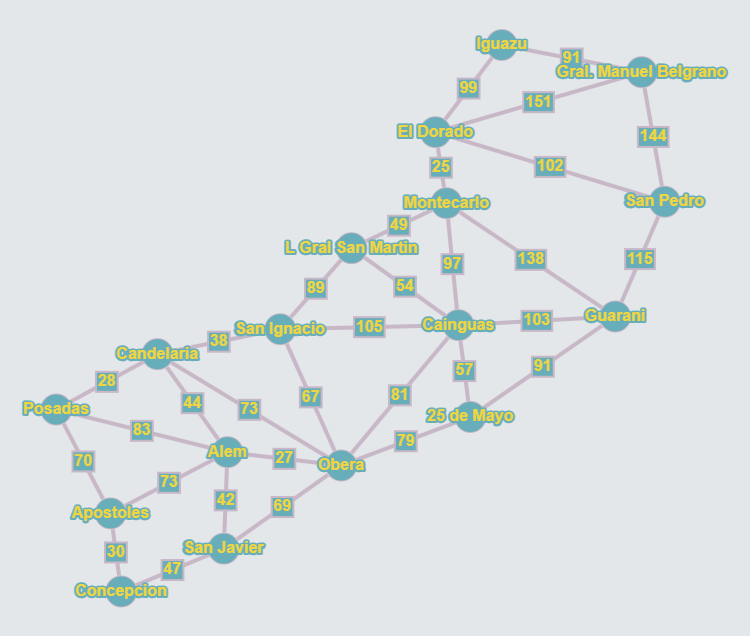 Iguazu
91
Gral. Manuel Belgrano
99
151
El Dorado
144
25
102
Montecarlo
San Pedro
49
L Gral San Martin
97
138
115
89
54
Guarani
San Ignacio
105
Cainguas
103
38
Candelaria
28
44
73
67
81
57
91
Posadas
83
25 de Mayo
79
70
Alem
27
Obera
73
42
69
Apostoles
30
San Javier
47
Concepcion